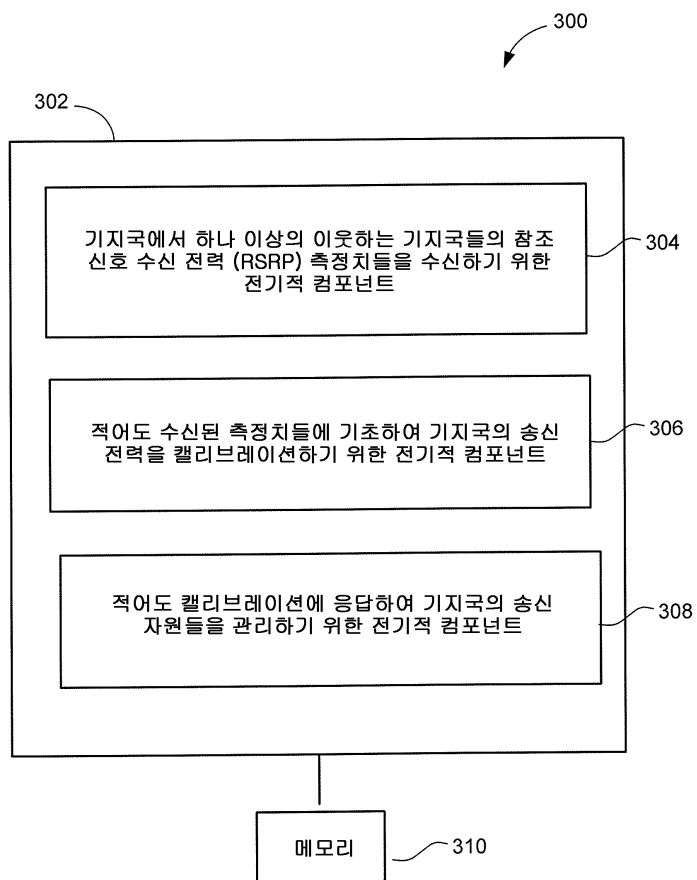 300
302
기지국에서 하나 이상의 이웃하는 기지국들의 참조
신호 수신 전력 (RSRP) 측정치들을 수신하기 위한
전기적 컴포넌트
304
적어도 수신된 측정치들에 기초하여 기지국의 송신
전력을 캘리브레이션하기 위한 전기적 컴포넌트
306
적어도 캘리브레이션에 응답하여 기지국의 송신
자원들을 관리하기 위한 전기적 컴포넌트
308
메모리
310